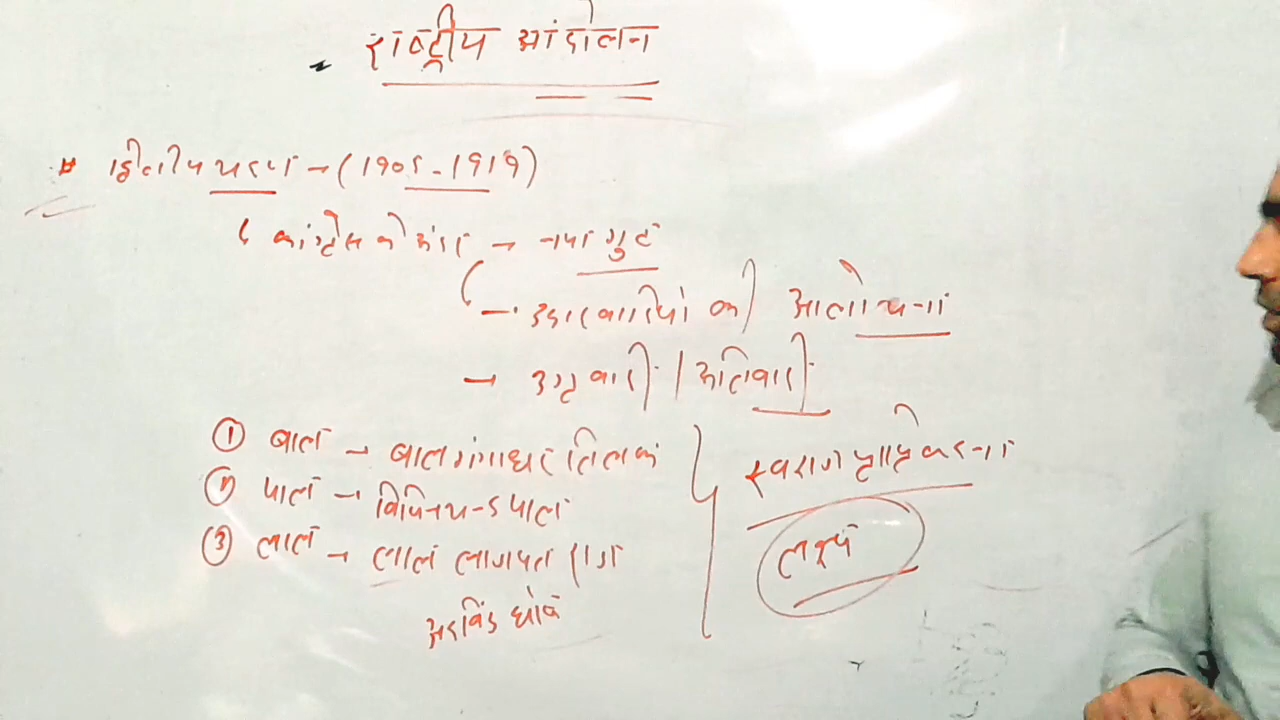 राष्ट्रीय आंदोलन
द्वितीय चरण → (1905 - 1919)
कांग्रेस के अंदर → नया गुट
→ उदारवादियों की आलोचना
→ उग्रवादी / अतिवादी
① बाल → बाल गंगाधर तिलक
② पाल → विपिनचन्द्र पाल
③ लाल → लाला लाजपत राय
अरविंद घोष
स्वराज प्राप्त करना
लक्ष्य